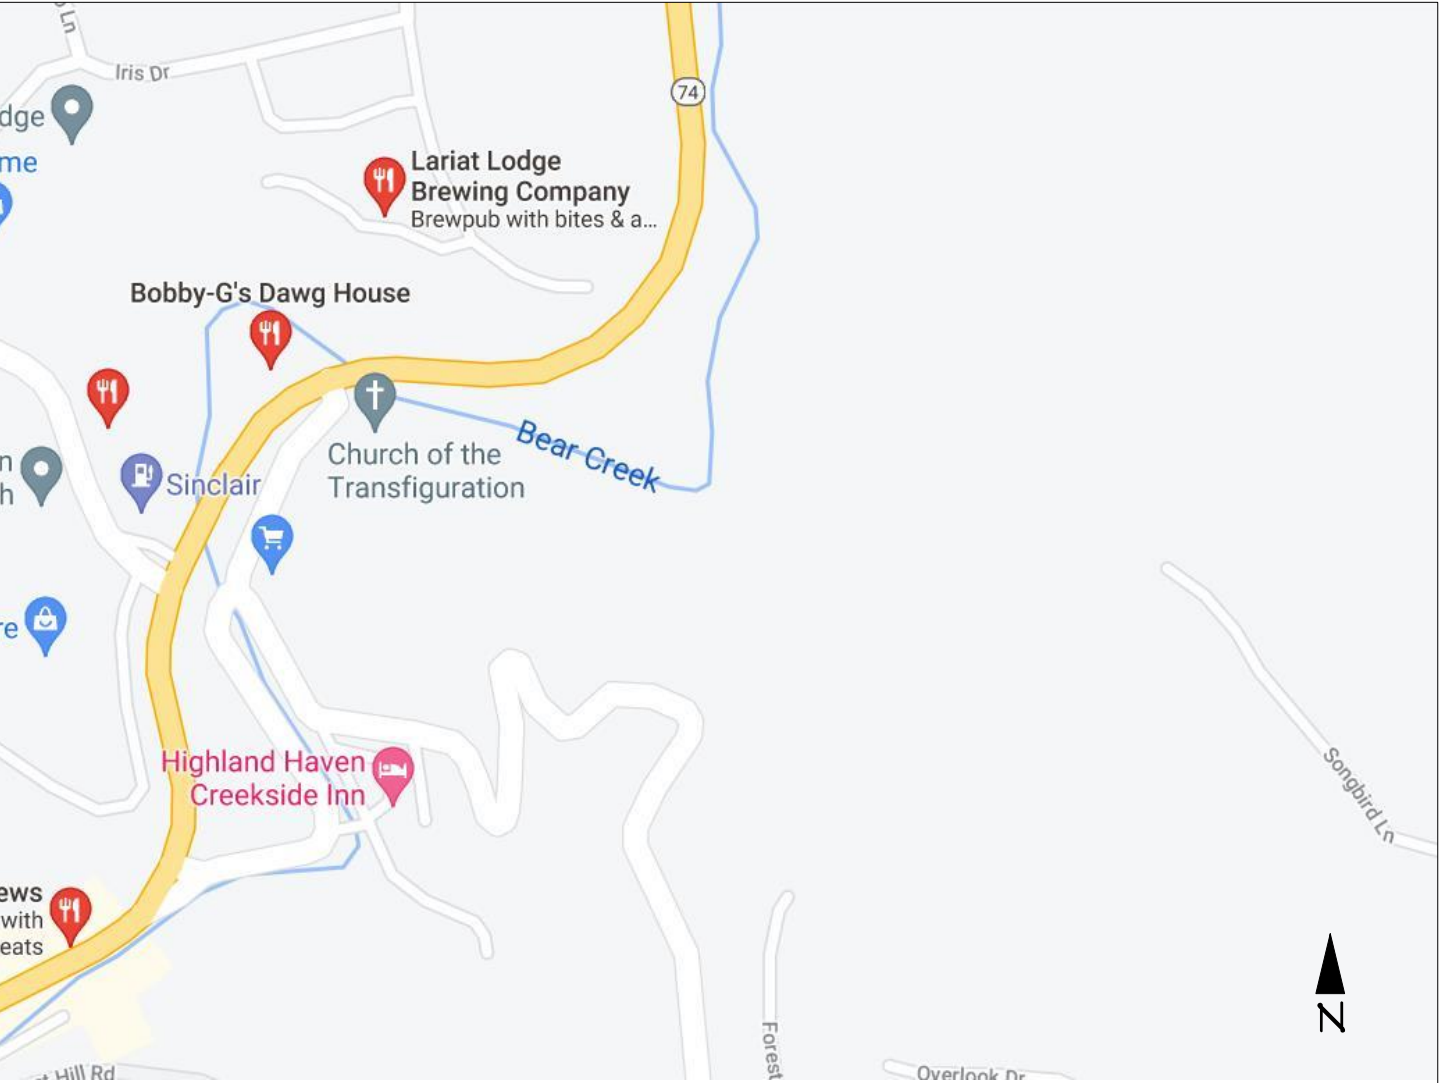 Ln
Iris Dr
74
dge
me
Lariat Lodge
Brewing Company
Brewpub with bites & a...
Bobby-G's Dawg House
n
h
Sinclair
Church of the
Transfiguration
Bear Creek
re
Highland Haven
Creekside Inn
Songbird Ln
ews
with
eats
Forest
Overlook Dr
t Hill Rd
N